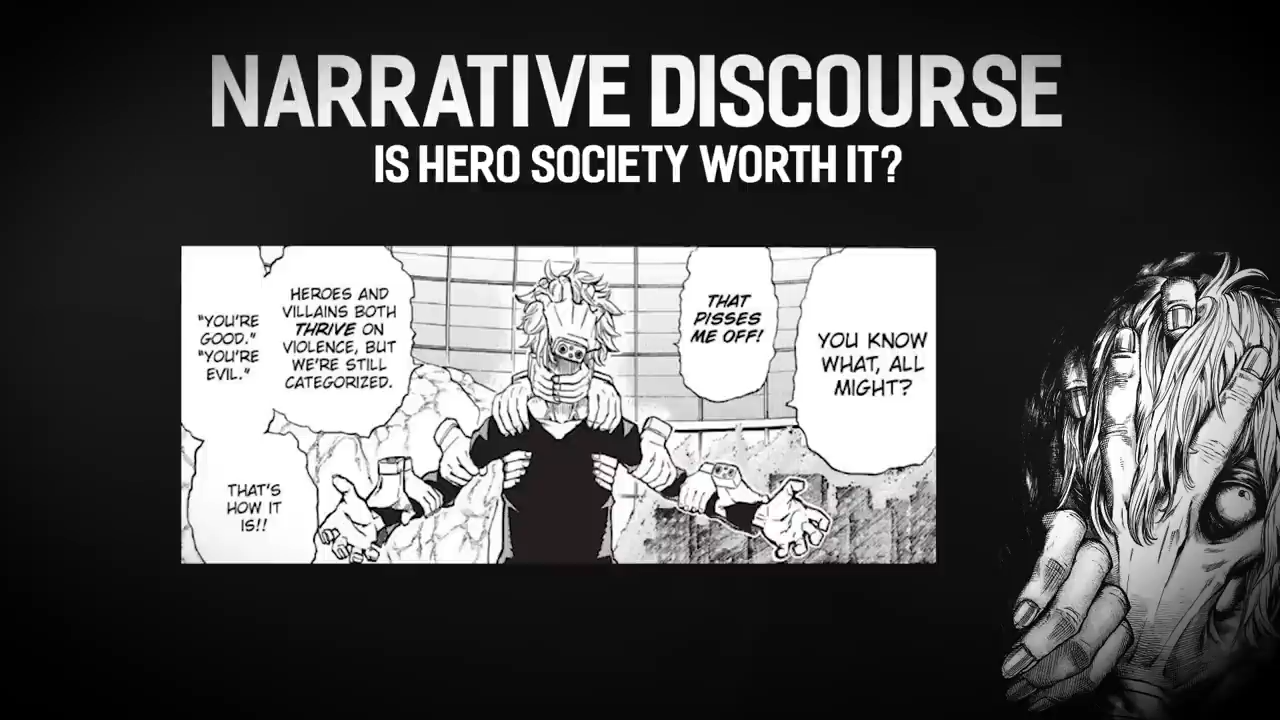 NARRATIVE DISCOURSE
IS HERO SOCIETY WORTH IT?
YOU KNOW
WHAT, ALL
MIGHT?
THAT
PISSES
ME OFF!
HEROES AND
VILLAINS BOTH
THRIVE ON
VIOLENCE, BUT
WE'RE STILL
CATEGORIZED.
"YOU'RE
GOOD."
"YOU'RE
EVIL."
THAT'S
HOW IT
IS!!